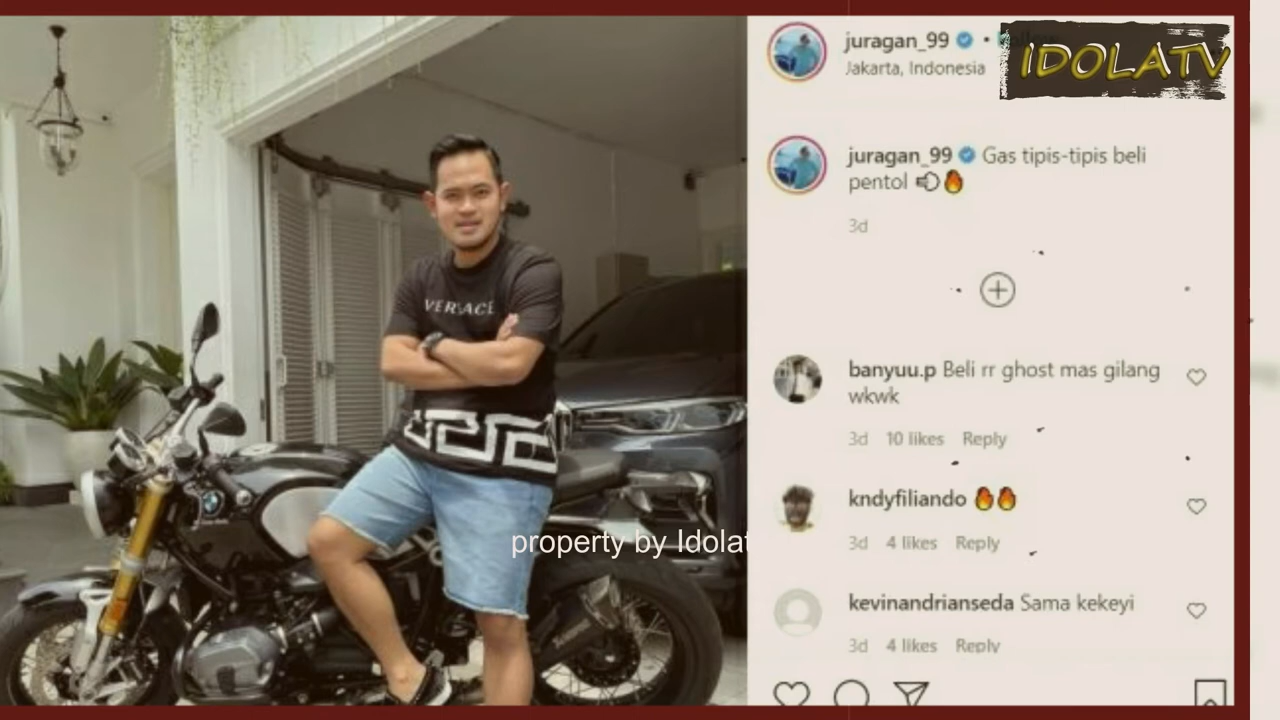 juragan_99 •
Jakarta, Indonesia
IDOLATV
juragan_99 Gas tipis-tipis beli
pentol 💨🔥
3d
banyuu.p Beli rr ghost mas gilang
wkwk
3d 10 likes Reply
kndyfiliando 🔥🔥
3d 4 likes Reply
kevinandrianseda Sama kekeyi
3d 4 likes Reply
VERSACE
property by Idolat